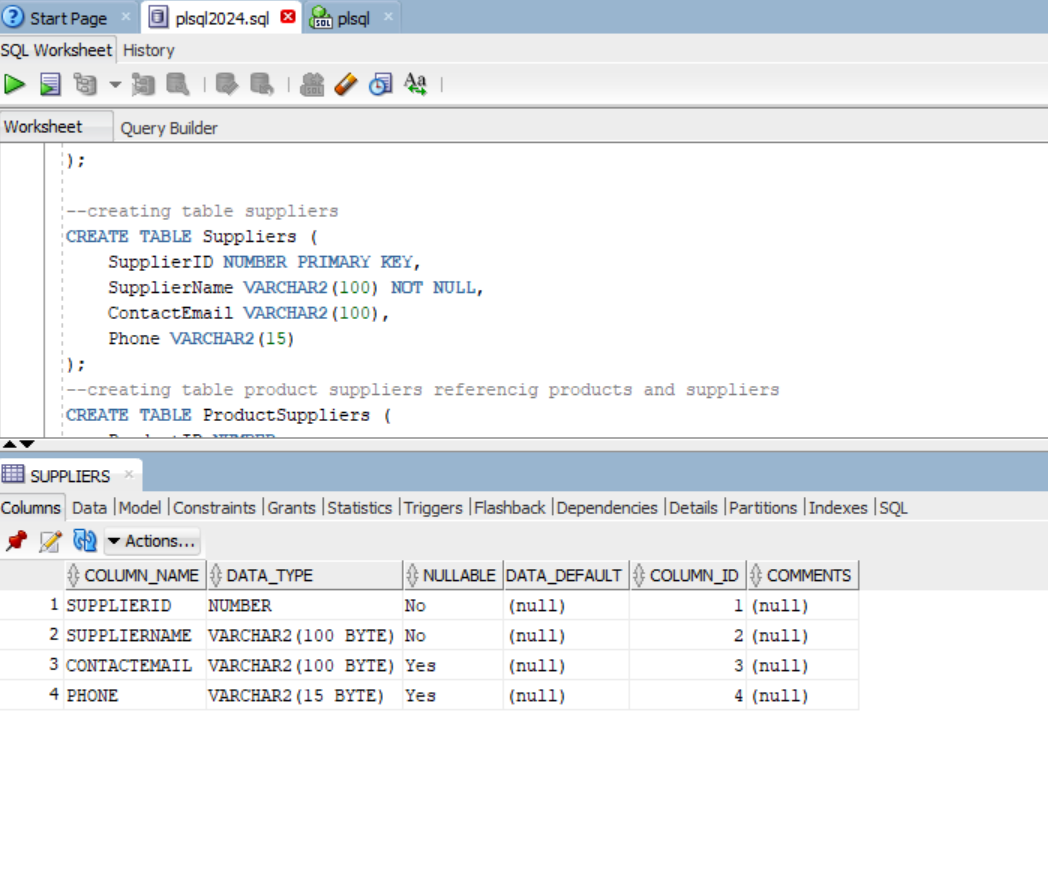 Start Page plsql2024.sql plsql
SQL Worksheet History
Worksheet Query Builder
);
--creating table suppliers
CREATE TABLE Suppliers (
SupplierID NUMBER PRIMARY KEY,
SupplierName VARCHAR2(100) NOT NULL,
ContactEmail VARCHAR2(100),
Phone VARCHAR2(15)
);
--creating table product suppliers referencig products and suppliers
CREATE TABLE ProductSuppliers (
SUPPLIERS
Columns Data Model Constraints Grants Statistics Triggers Flashback Dependencies Details Partitions Indexes SQL
Actions...
COLUMN_NAME DATA_TYPE NULLABLE DATA_DEFAULT COLUMN_ID COMMENTS
1 SUPPLIERID NUMBER No (null) 1 (null)
2 SUPPLIERNAME VARCHAR2(100 BYTE) No (null) 2 (null)
3 CONTACTEMAIL VARCHAR2(100 BYTE) Yes (null) 3 (null)
4 PHONE VARCHAR2(15 BYTE) Yes (null) 4 (null)